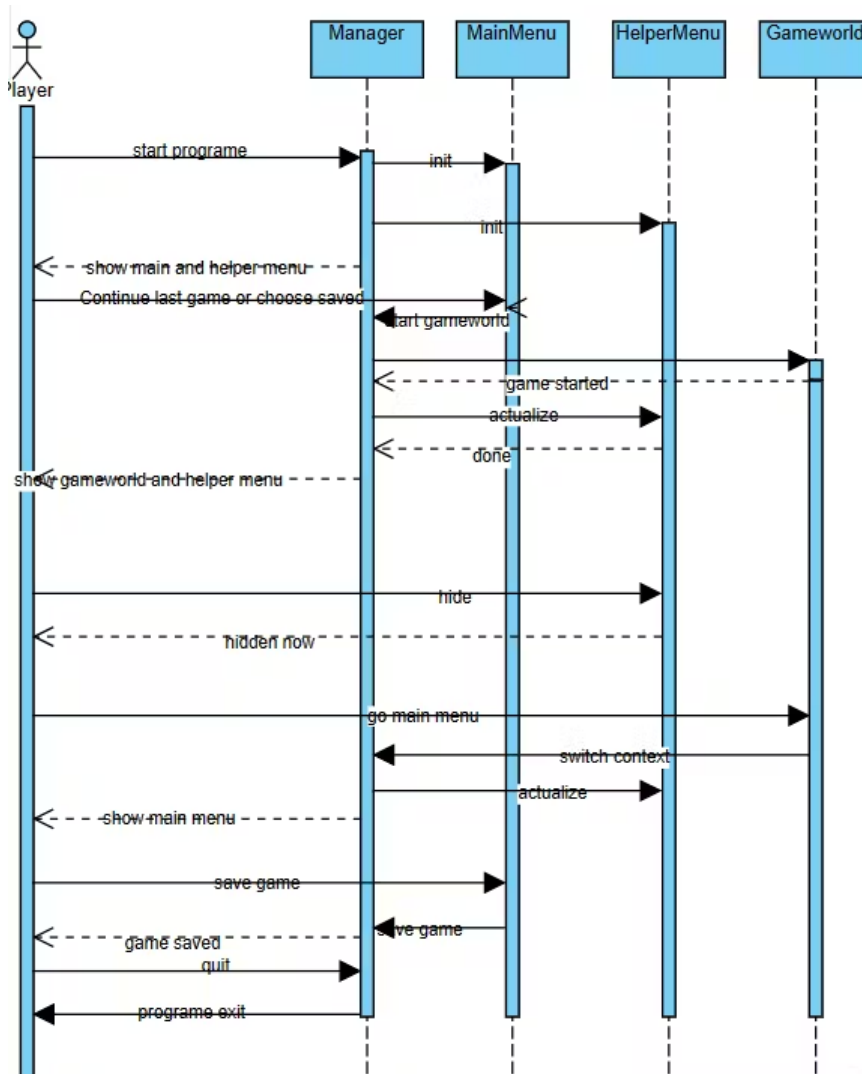 Manager
MainMenu
HelperMenu
Gameworld
Player
start programe
init
init
show main and helper menu
Continue last game or choose saved
start gameworld
game started
actualize
done
show gameworld and helper menu
hide
hidden now
go main menu
switch context
actualize
show main menu
save game
save game
game saved
quit
programe exit